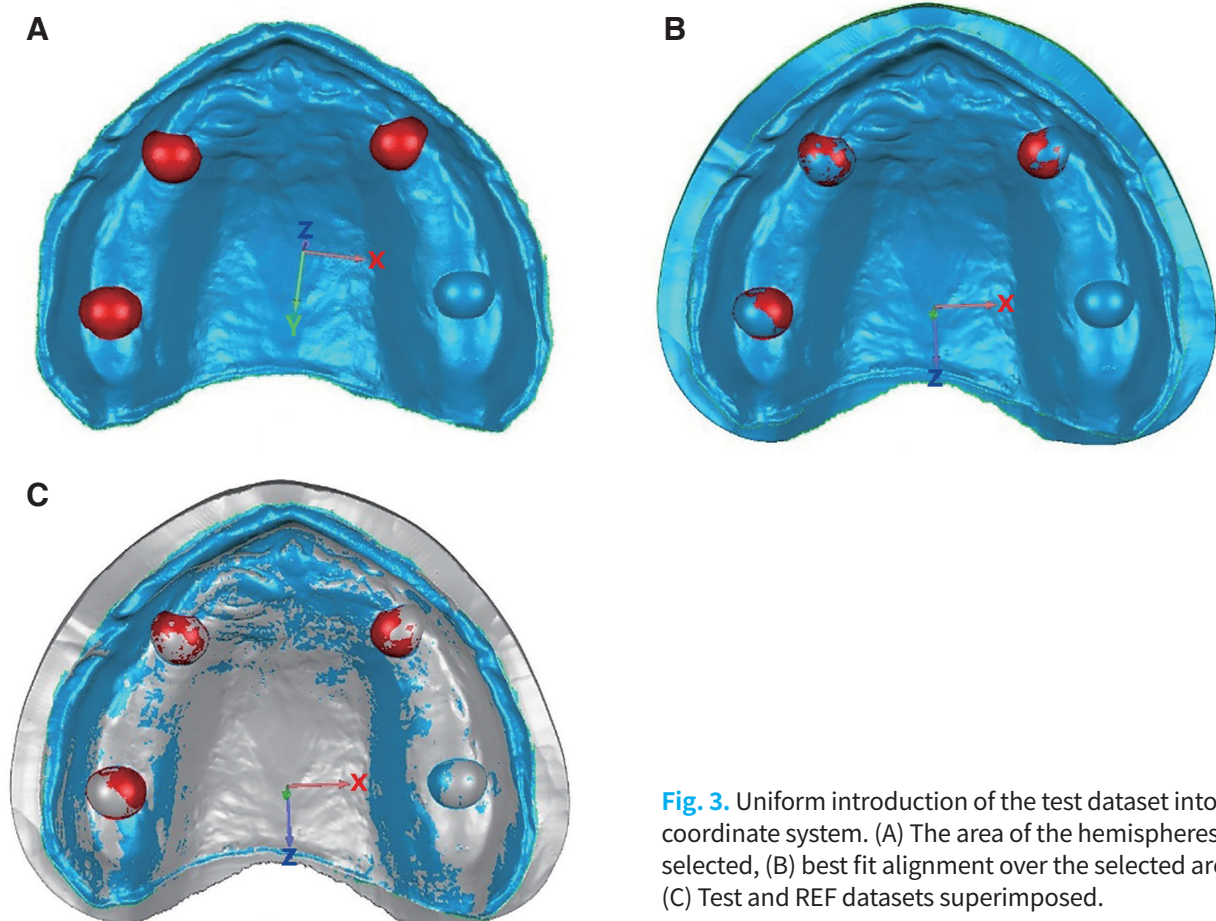 A
B
Z
X
Y
X
Z
C
X
Z
Fig. 3. Uniform introduction of the test dataset into
coordinate system. (A) The area of the hemispheres
selected, (B) best fit alignment over the selected
(C) Test and REF datasets superimposed.